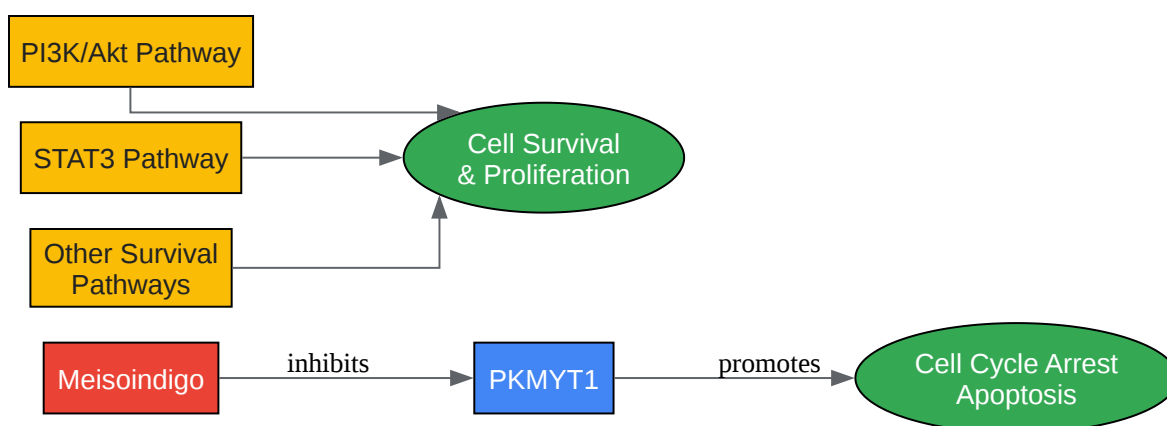 PI3K/Akt Pathway
Cell Survival
& Proliferation
STAT3 Pathway
Other Survival
Pathways
Meisoindigo
inhibits
PKMYT1
promotes
Cell Cycle Arrest
Apoptosis